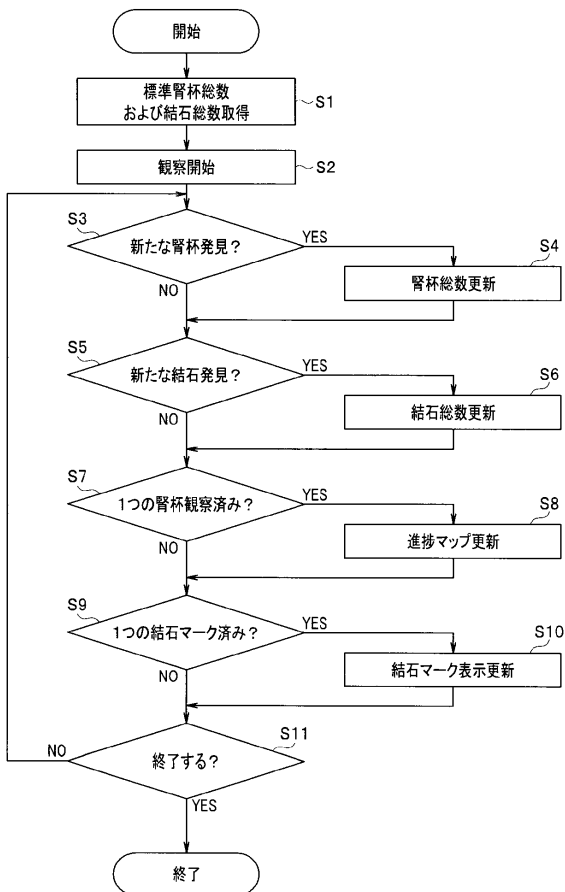 開始
標準腎杯総数
および結石総数取得
S1
観察開始
S2
S3
新たな腎杯発見？
YES
NO
S4
腎杯総数更新
S5
新たな結石発見？
YES
NO
S6
結石総数更新
S7
1つの腎杯観察済み？
YES
NO
S8
進捗マップ更新
S9
1つの結石マーク済み？
YES
NO
S10
結石マーク表示更新
S11
終了する？
NO
YES
終了